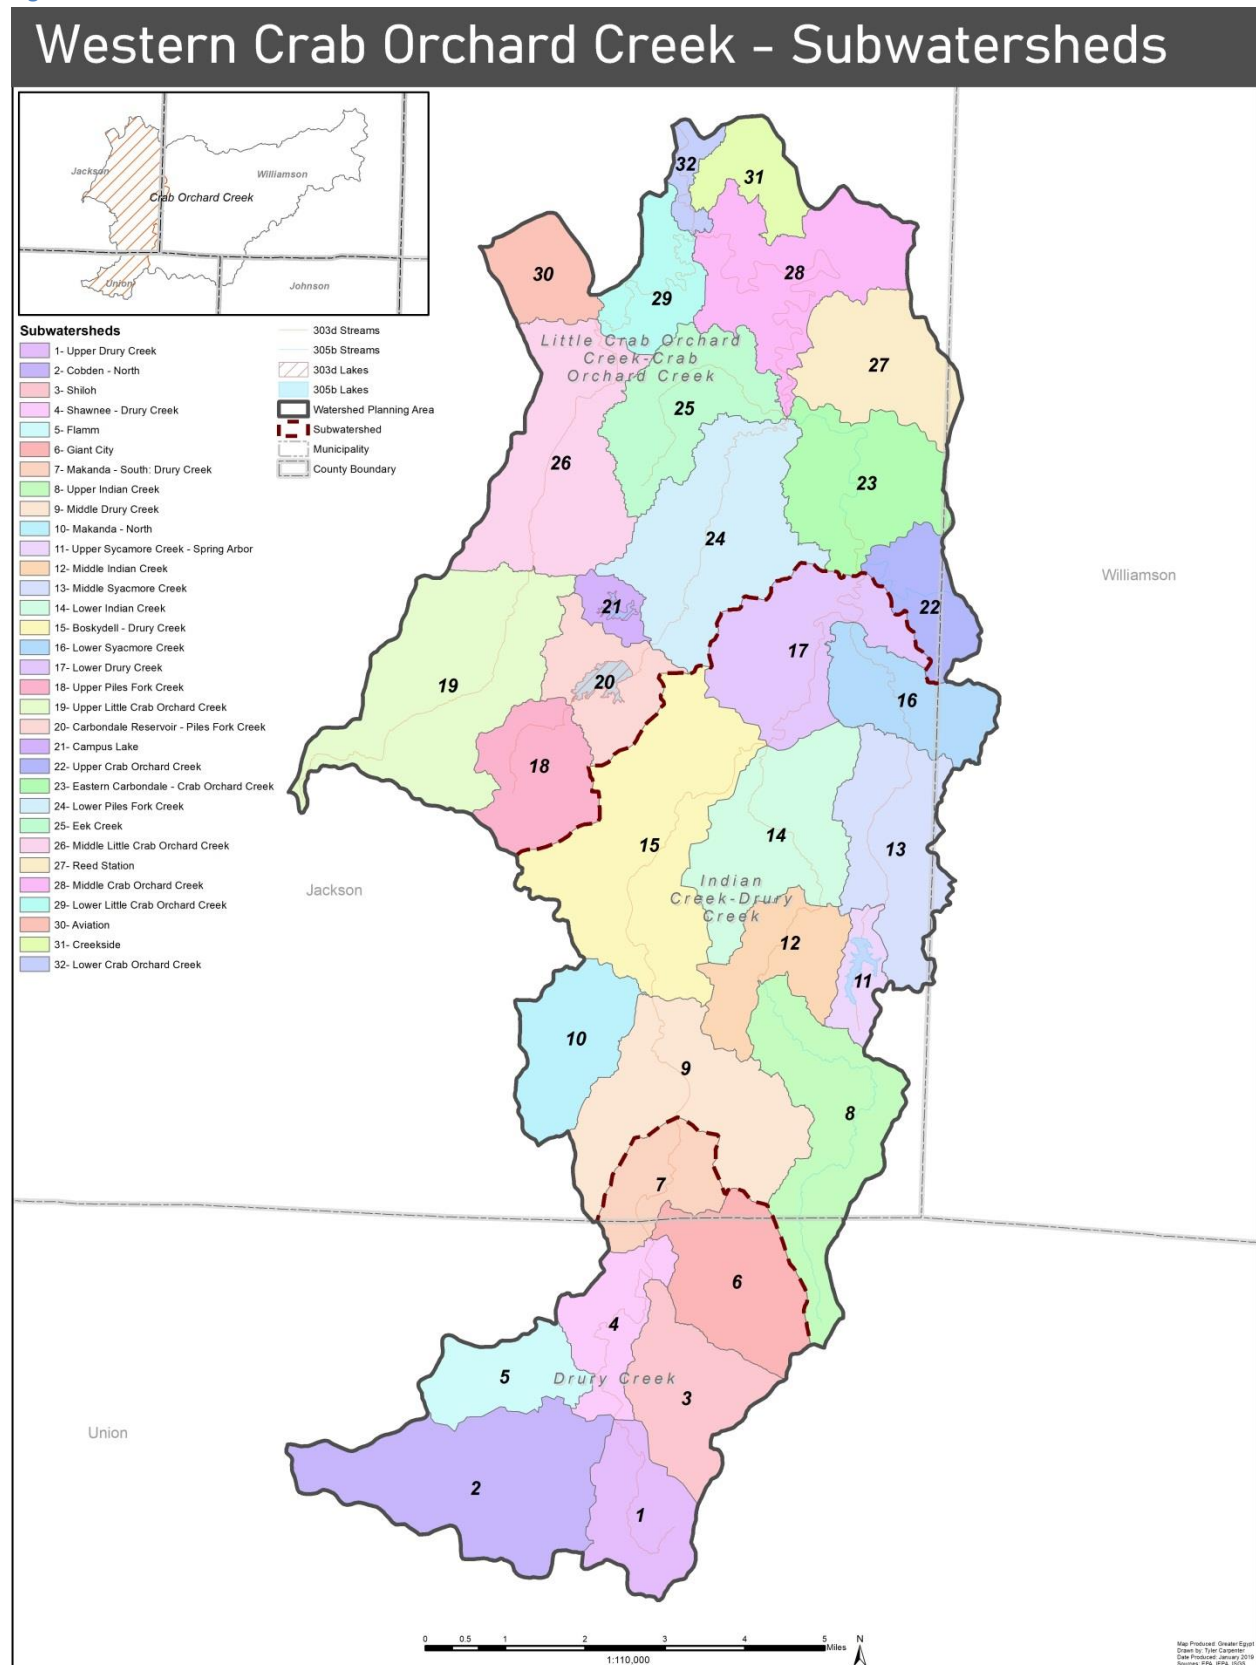 Western Crab Orchard Creek - Subwatersheds
Jackson
Williamson
Crab Orchard Creek
Union
Johnson
Subwatersheds
1- Upper Drury Creek
2- Cobden - North
3- Shiloh
4- Shawnee - Drury Creek
5- Flamm
6- Giant City
7- Makanda - South: Drury Creek
8- Upper Indian Creek
9- Middle Drury Creek
10- Makanda - North
11- Upper Sycamore Creek - Spring Arbor
12- Middle Indian Creek
13- Middle Syacmore Creek
14- Lower Indian Creek
15- Boskydell - Drury Creek
16- Lower Syacmore Creek
17- Lower Drury Creek
18- Upper Piles Fork Creek
19- Upper Little Crab Orchard Creek
20- Carbondale Reservoir - Piles Fork Creek
21- Campus Lake
22- Upper Crab Orchard Creek
23- Eastern Carbondale - Crab Orchard Creek
24- Lower Piles Fork Creek
25- Eek Creek
26- Middle Little Crab Orchard Creek
27- Reed Station
28- Middle Crab Orchard Creek
29- Lower Little Crab Orchard Creek
30- Aviation
31- Creekside
32- Lower Crab Orchard Creek
303d Streams
305b Streams
303d Lakes
305b Lakes
Watershed Planning Area
Subwatershed
Municipality
County Boundary
32
31
30
29
28
Little Crab Orchard
Creek-Crab
Orchard Creek
27
25
26
23
24
Williamson
21
22
17
20
19
16
18
15
14
13
Jackson
Indian
Creek-Drury
Creek
12
11
10
9
8
7
6
4
5
Drury Creek
3
Union
2
1
0 0.5 1 2 3 4 5
Miles
N
1:110,000
Map Produced: Greater Egypt
Drawn by: Tyler Carpenter
Date Produced: January 2019
Sources: EPA, IEPA, ISGS